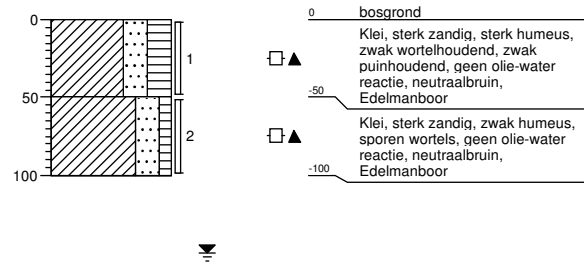 0
50
100
1
2
0 bosgrond
Klei, sterk zandig, sterk humeus,
zwak wortelhoudend, zwak
puinhoudend, geen olie-water
reactie, neutraalbruin,
-50 Edelmanboor
Klei, sterk zandig, zwak humeus,
sporen wortels, geen olie-water
reactie, neutraalbruin,
-100 Edelmanboor